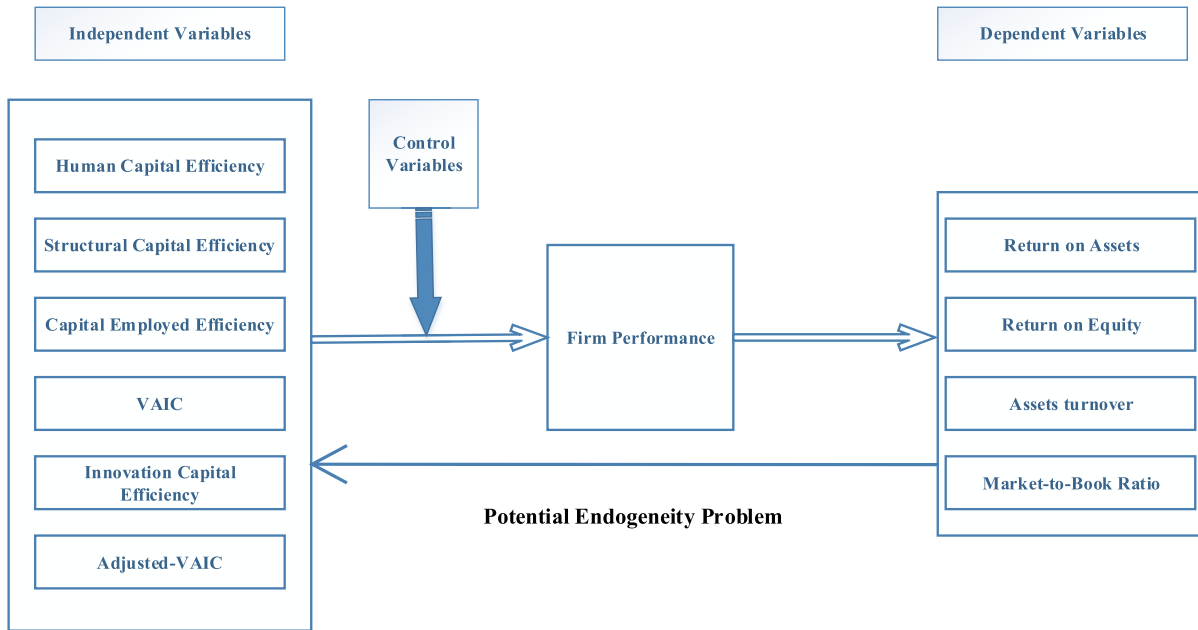 Independent Variables
Dependent Variables
Human Capital Efficiency
Structural Capital Efficiency
Capital Employed Efficiency
VAIC
Innovation Capital
Efficiency
Adjusted-VAIC
Control
Variables
Firm Performance
Return on Assets
Return on Equity
Assets turnover
Market-to-Book Ratio
Potential Endogeneity Problem